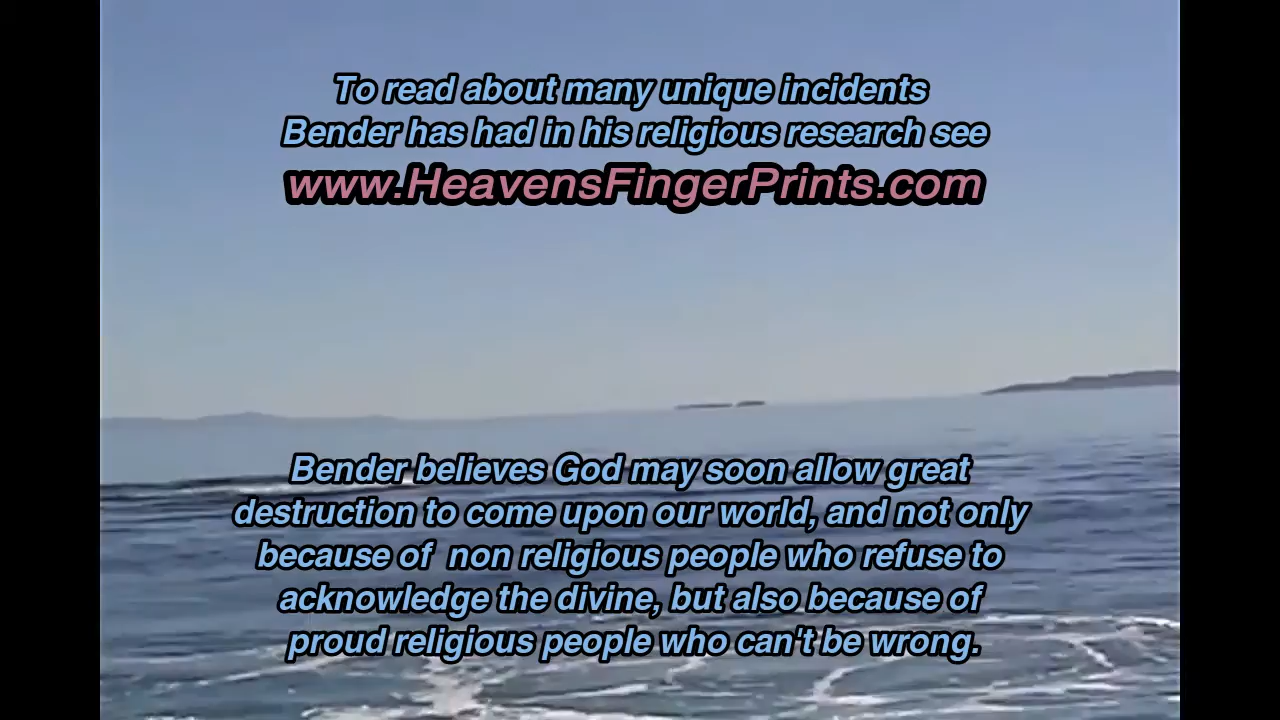 To read about many unique incidents
Bender has had in his religious research see
www.HeavensFingerPrints.com
Bender believes God may soon allow great
destruction to come upon our world, and not only
because of  non religious people who refuse to
acknowledge the divine, but also because of
proud religious people who can't be wrong.